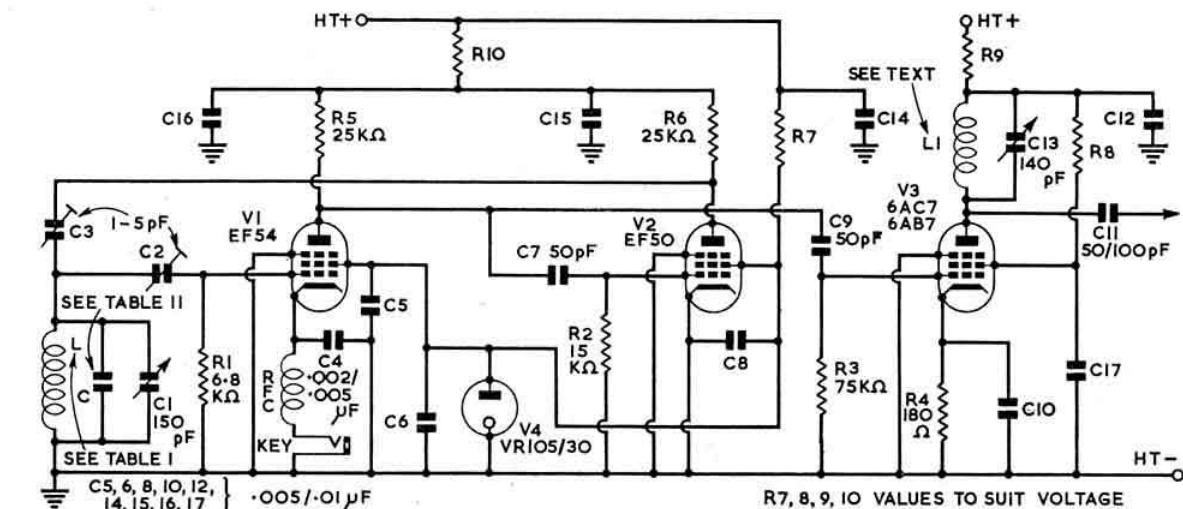 HT+
HT+
R10
R9
SEE TEXT
C16
R5
25KΩ
C15
R6
25KΩ
R7
C14
L1
C13
140
pF
R8
C12
1-5pF
C3
C2
V1
EF54
C7 50pF
V2
EF50
C9
50pF
V3
6AC7
6AB7
C11
50/100pF
SEE TABLE II
C5
L
C
C1
150
pF
R1
6.8
KΩ
C4
.002/
.005
μF
RFC
KEY
C6
V4
VR105/30
R2
15
KΩ
C8
R3
75KΩ
R4
180
Ω
C10
C17
SEE TABLE I
HT-
C5, 6, 8, 10, 12,
14, 15, 16, 17
.005/.01μF
R7, 8, 9, 10 VALUES TO SUIT VOLTAGE